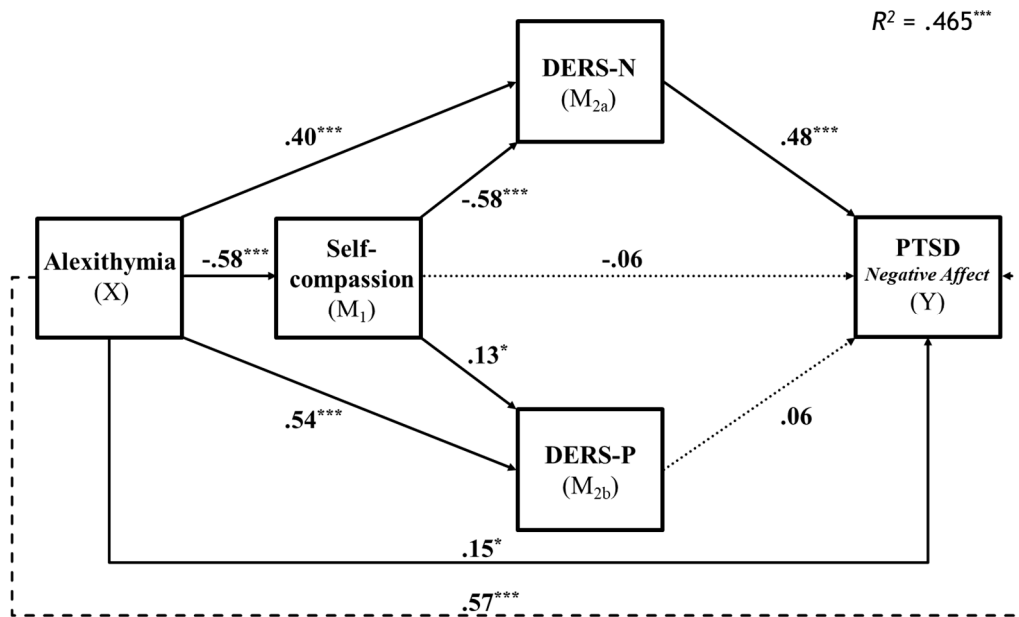 R² = .465***
DERS-N
(M₂ₐ)
.40***
.48***
-.58***
Alexithymia
(X)
-.58***
Self-
compassion
(M₁)
-.06
PTSD
Negative Affect
(Y)
.13*
.54***
.06
DERS-P
(M₂b)
.15*
.57***